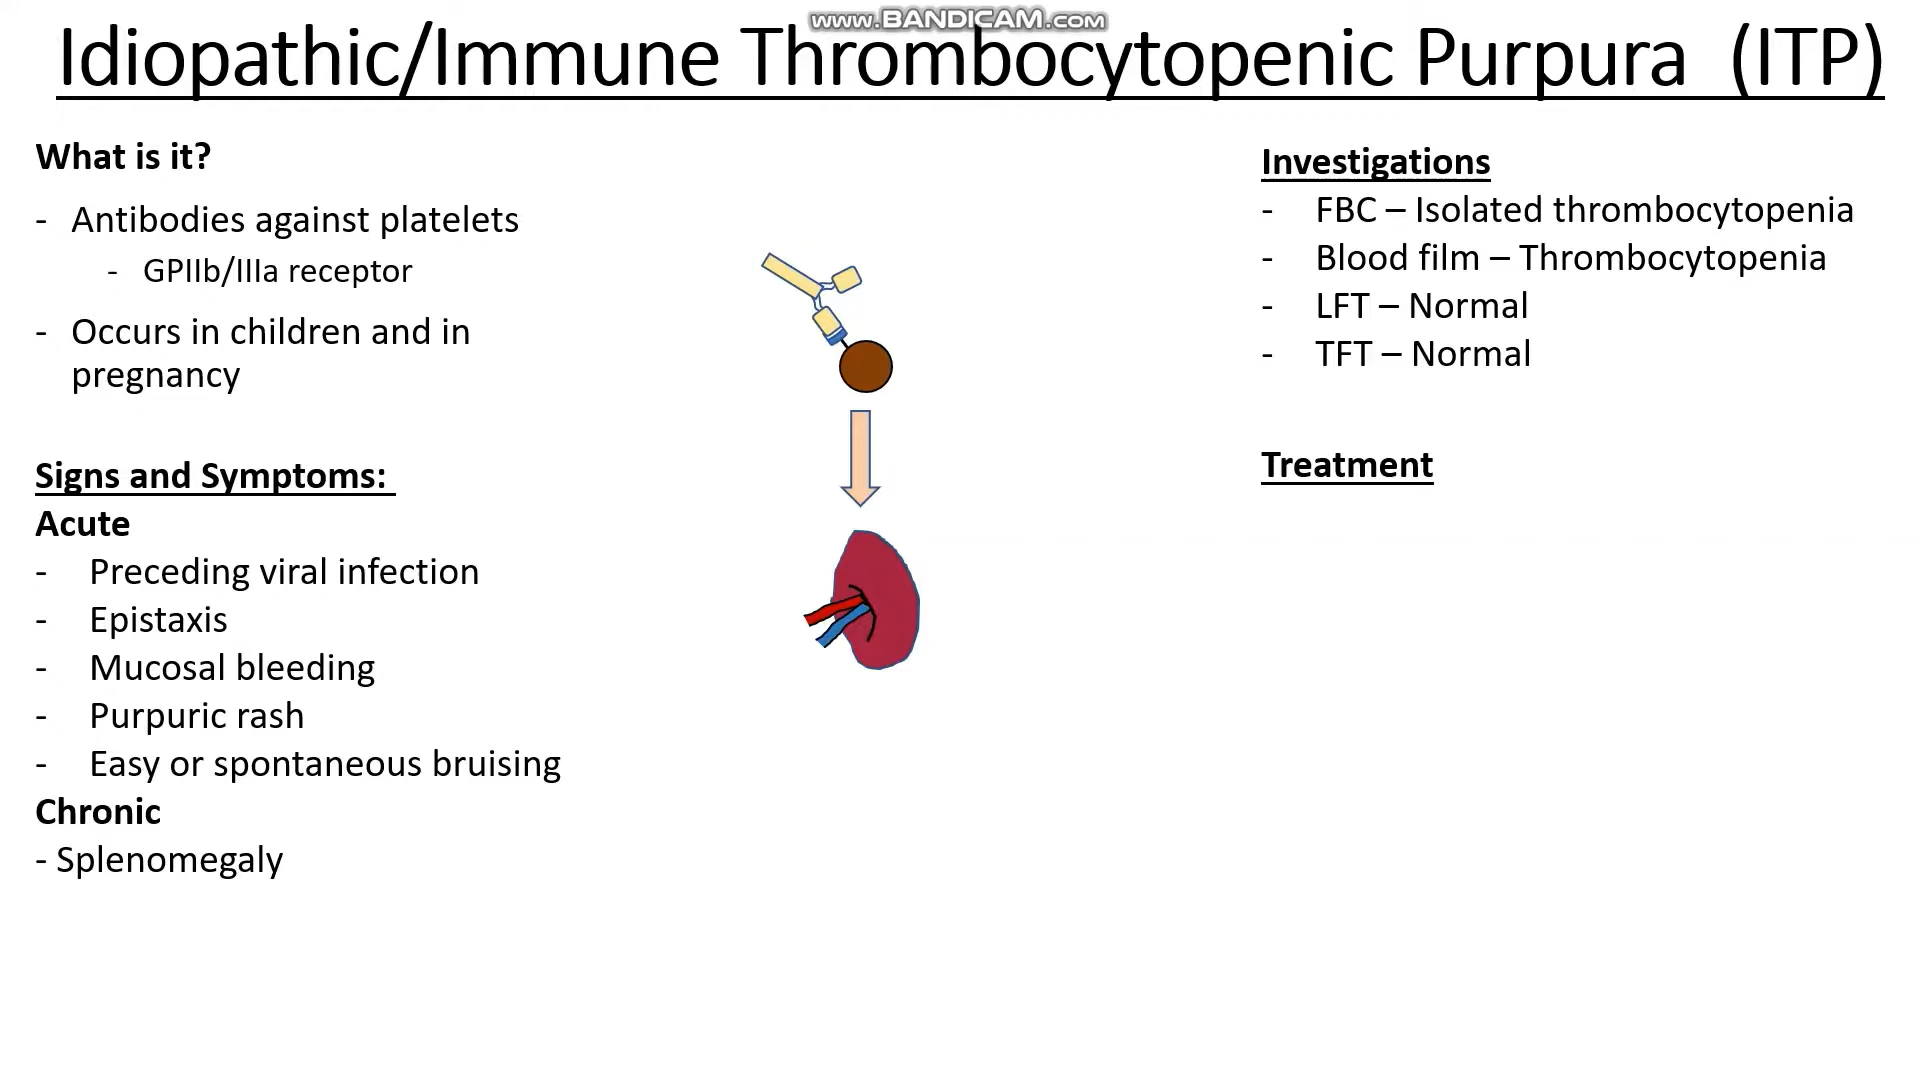 www.BANDICAM.com
Idiopathic/Immune Thrombocytopenic Purpura (ITP)
What is it?
- Antibodies against platelets
- GPIIb/IIIa receptor
- Occurs in children and in
pregnancy
Signs and Symptoms:
Acute
- Preceding viral infection
- Epistaxis
- Mucosal bleeding
- Purpuric rash
- Easy or spontaneous bruising
Chronic
- Splenomegaly
Investigations
- FBC – Isolated thrombocytopenia
- Blood film – Thrombocytopenia
- LFT – Normal
- TFT – Normal
Treatment